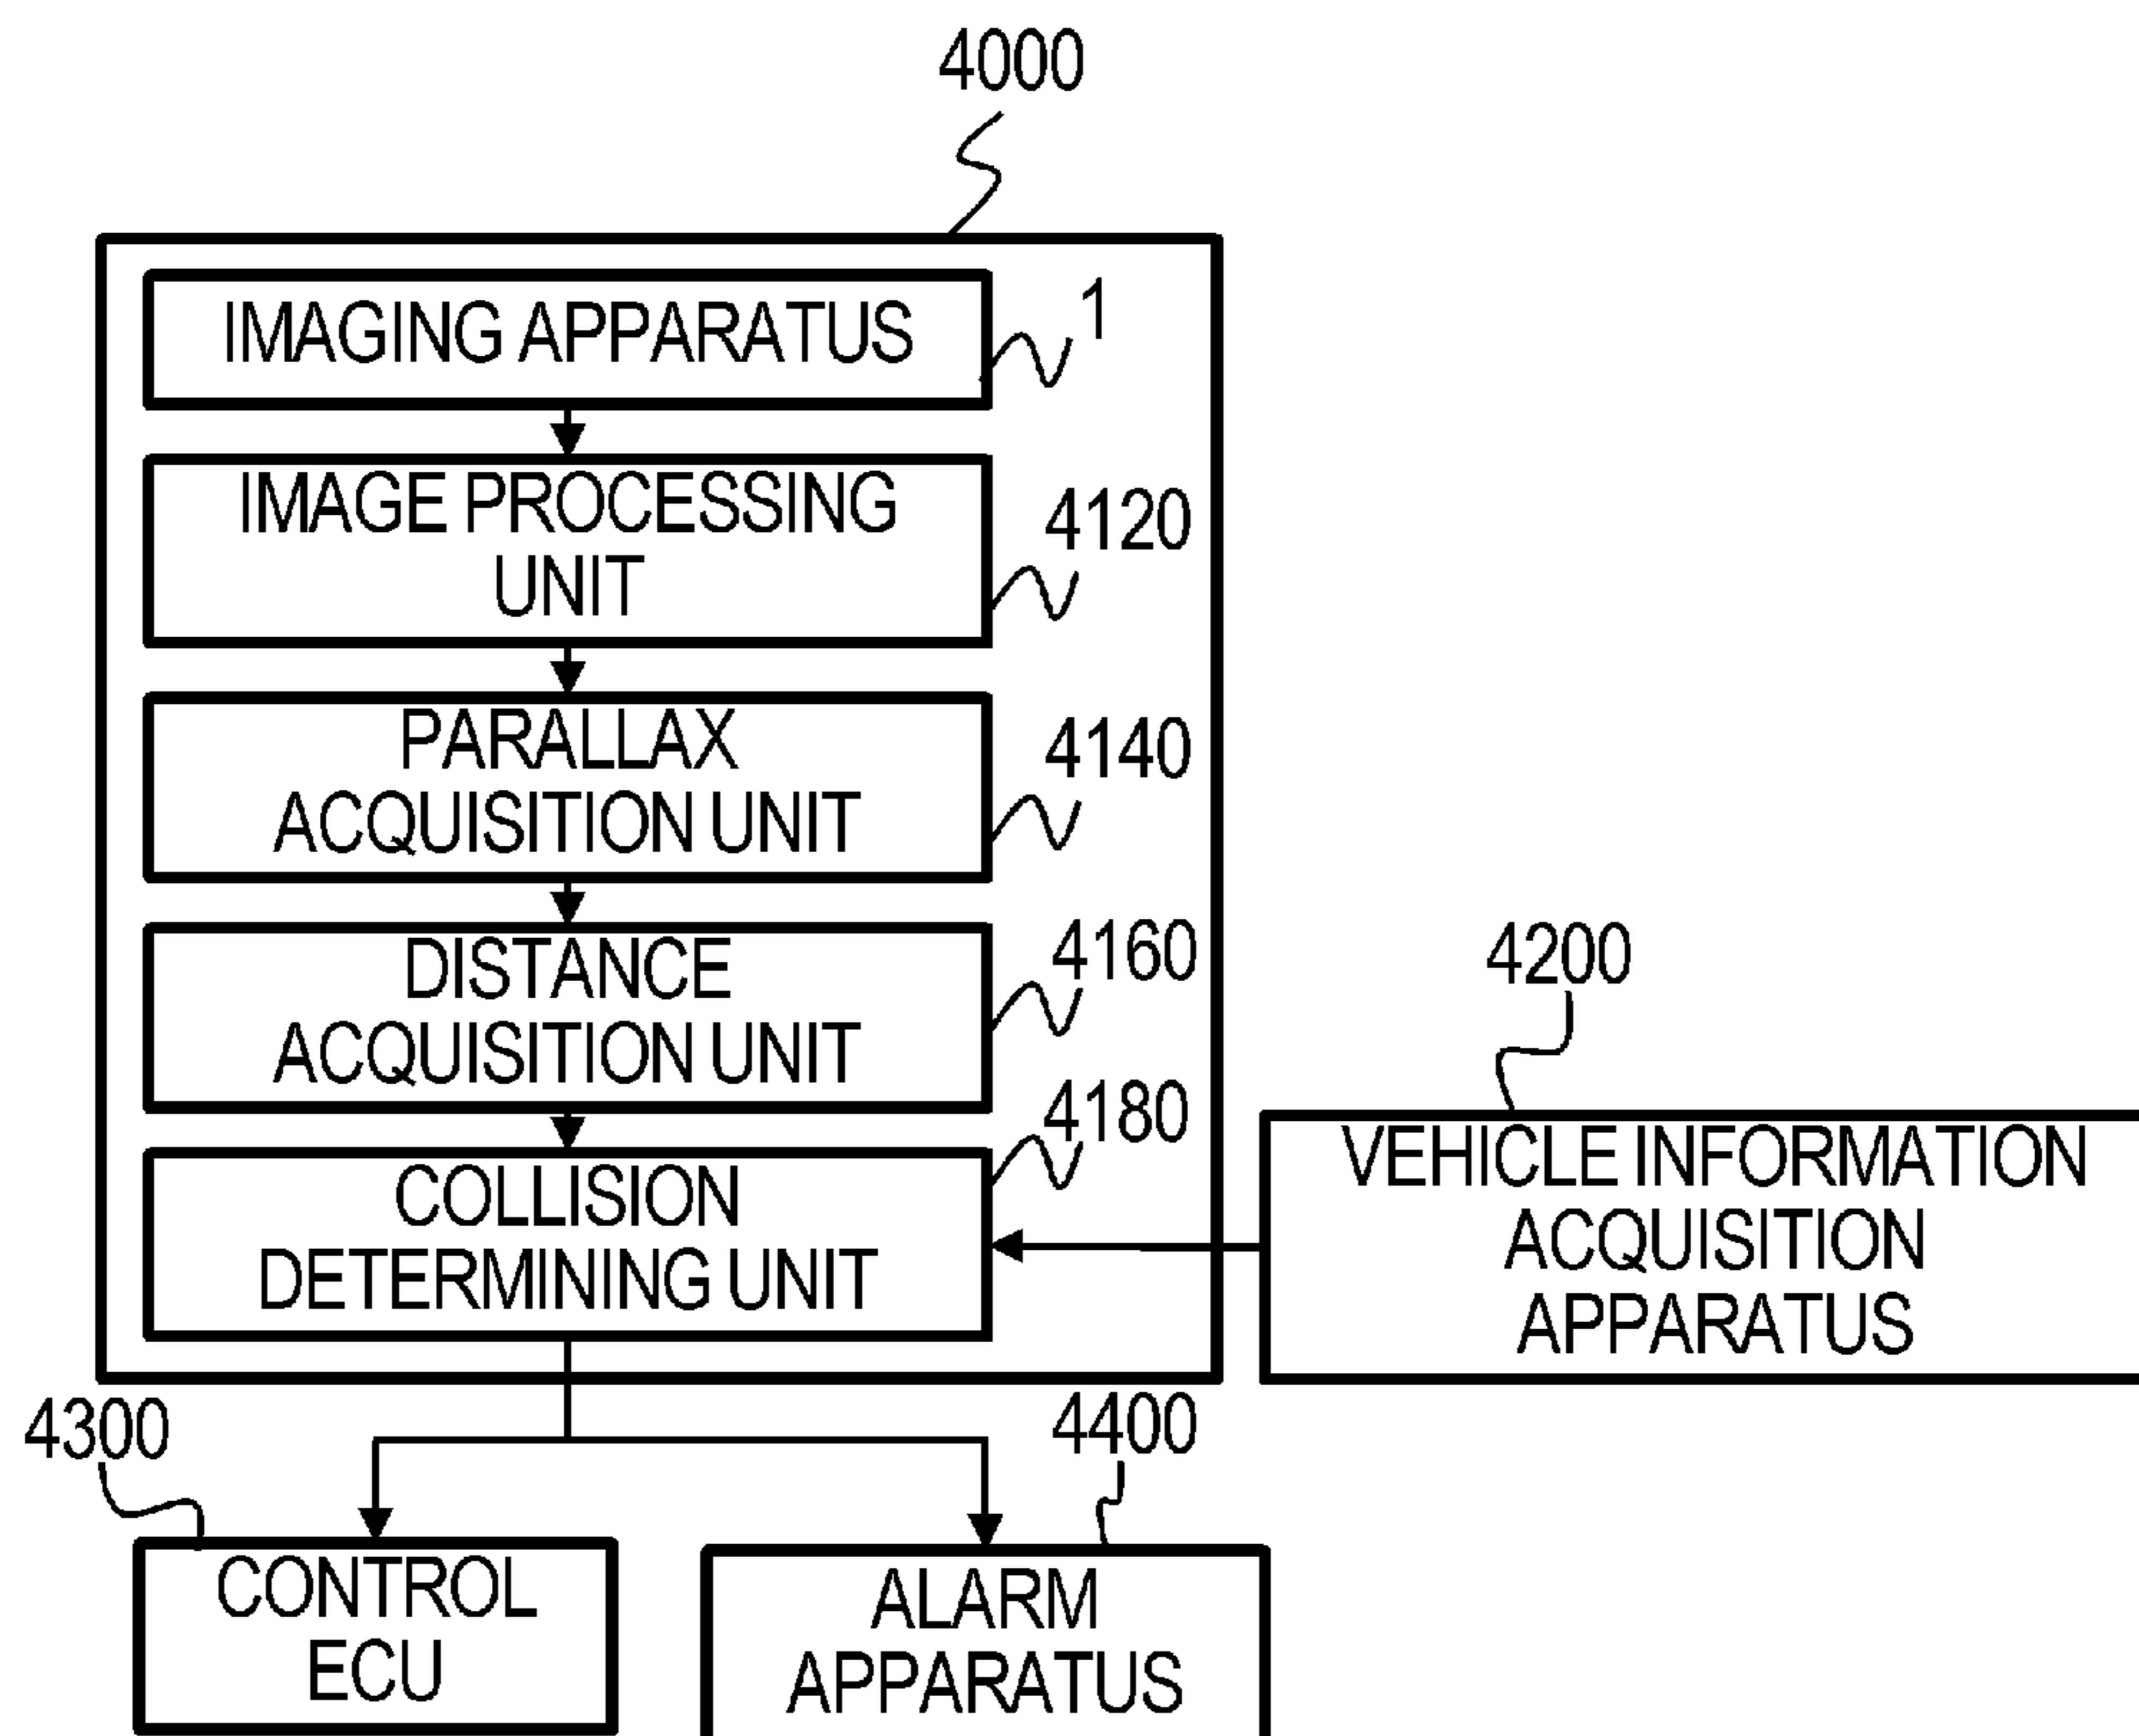 4000
IMAGING APPARATUS
1
IMAGE PROCESSING
UNIT
4120
PARALLAX
ACQUISITION UNIT
4140
DISTANCE
ACQUISITION UNIT
4160
COLLISION
DETERMINING UNIT
4180
4200
VEHICLE INFORMATION
ACQUISITION
APPARATUS
4300
CONTROL
ECU
4400
ALARM
APPARATUS